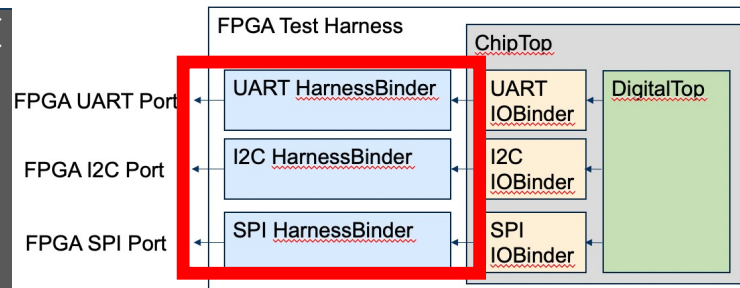 FPGA Test Harness
ChipTop
FPGA UART Port
UART HarnessBinder
UART
IOBinder
DigitalTop
FPGA I2C Port
I2C HarnessBinder
I2C
IOBinder
FPGA SPI Port
SPI HarnessBinder
SPI
IOBinder